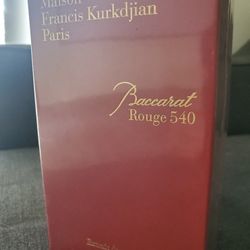 Maison
Francis Kurkdjian
Paris
Baccarat
Rouge 540